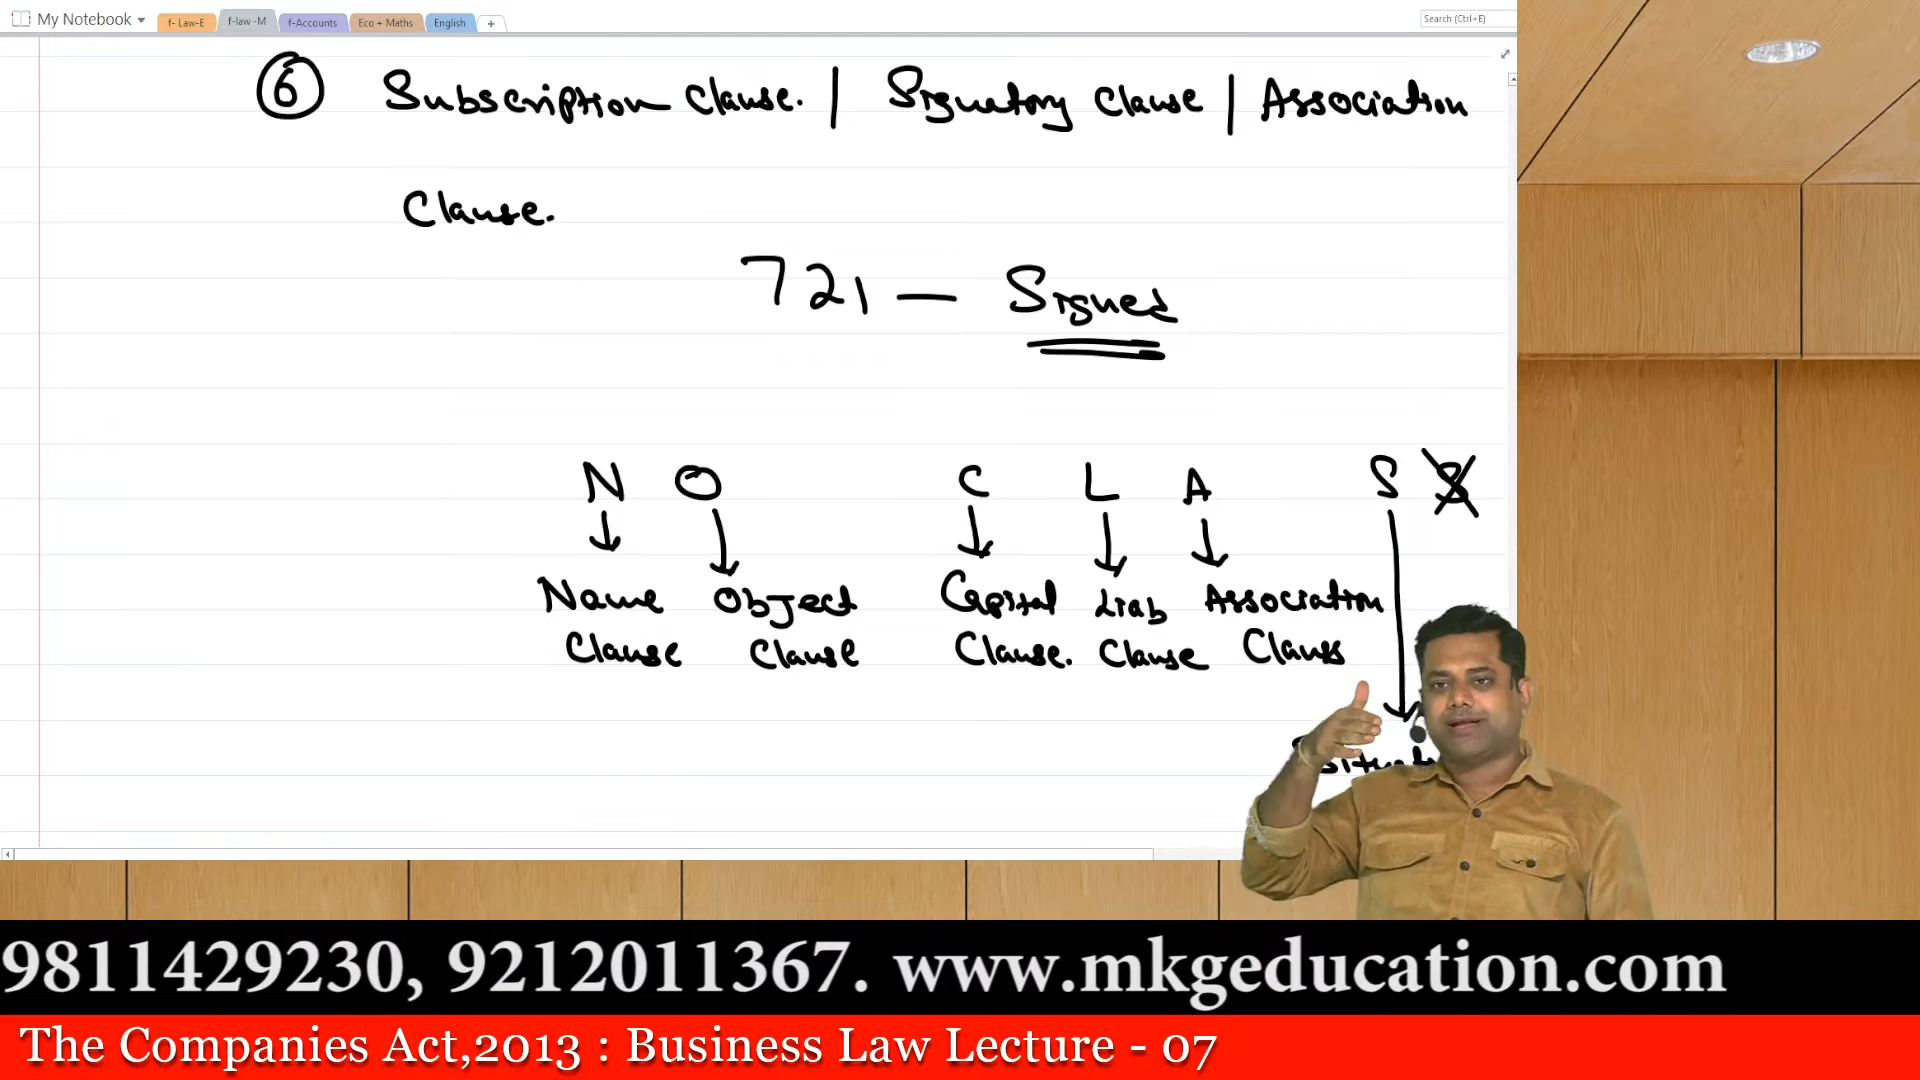 My Notebook f- Law-E f-law -M f-Accounts Eco + Maths English + Search (Ctrl+E)
6 Subscription Clause. | Signatory Clause | Association
Clause.
721 — Signed
N O C L A S S
Name Object Capital Liab Association
Clause Clause Clause. Clause Clauss
9811429230, 9212011367. www.mkgeducation.com
The Companies Act,2013 : Business Law Lecture - 07